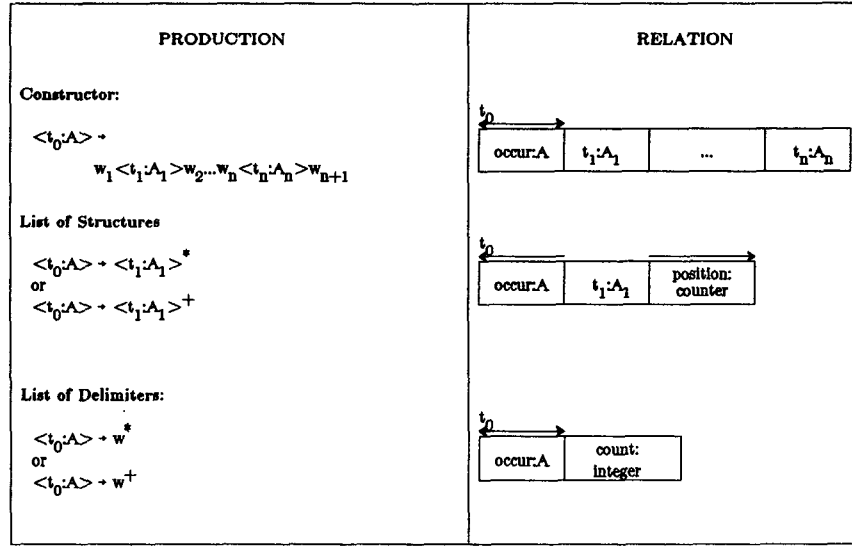 PRODUCTION
Constructor:
<t₀:A> →
w₁<t₁:A₁>w₂...wₙ<tₙ:Aₙ>wₙ₊₁
List of Structures
<t₀:A> → <t₁:A₁>*
or
<t₀:A> → <t₁:A₁>⁺
List of Delimiters:
<t₀:A> → w*
or
<t₀:A> → w⁺
RELATION
t₀
occur:A t₁:A₁ ... tₙ:Aₙ
t₀
occur:A t₁:A₁ position:
counter
t₀
occur:A count:
integer